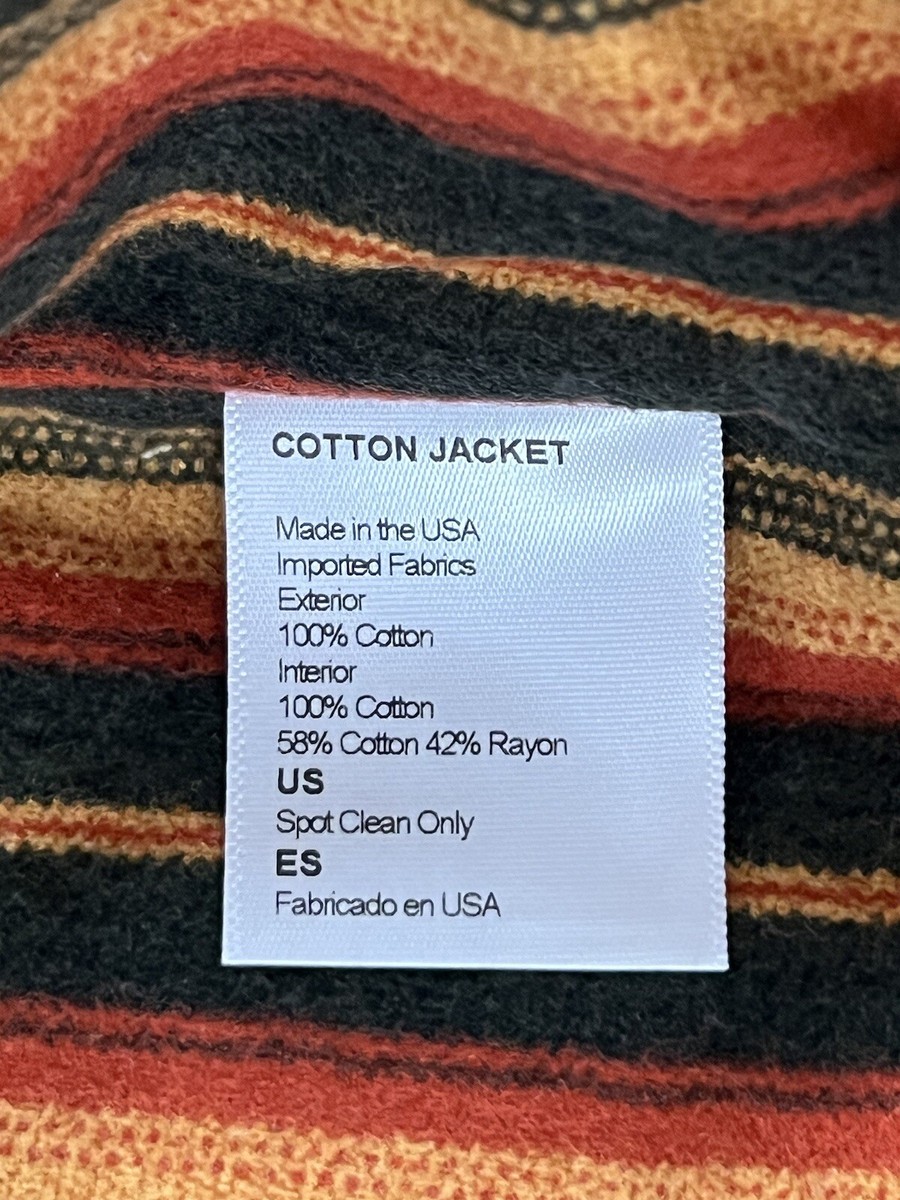 COTTON JACKET
Made in the USA
Imported Fabrics
Exterior
100% Cotton
Interior
100% Cotton
58% Cotton 42% Rayon
US
Spot Clean Only
ES
Fabricado en USA